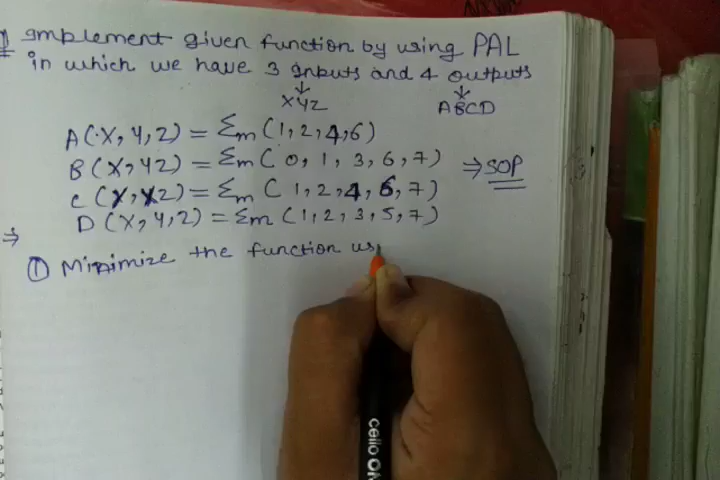 Implement given function by using PAL
in which we have 3 inputs and 4 outputs
↓ ↓
XYZ ABCD
A(X, Y, Z) = Σm (1, 2, 4, 6)
B(X, YZ) = Σm ( 0, 1, 3, 6, 7) ⇒ SOP
C(X, YZ) = Σm ( 1, 2, 4, 6, 7)
D(X, Y, Z) = Σm (1, 2, 3, 5, 7)
⇒
① Minimize the function us
cello